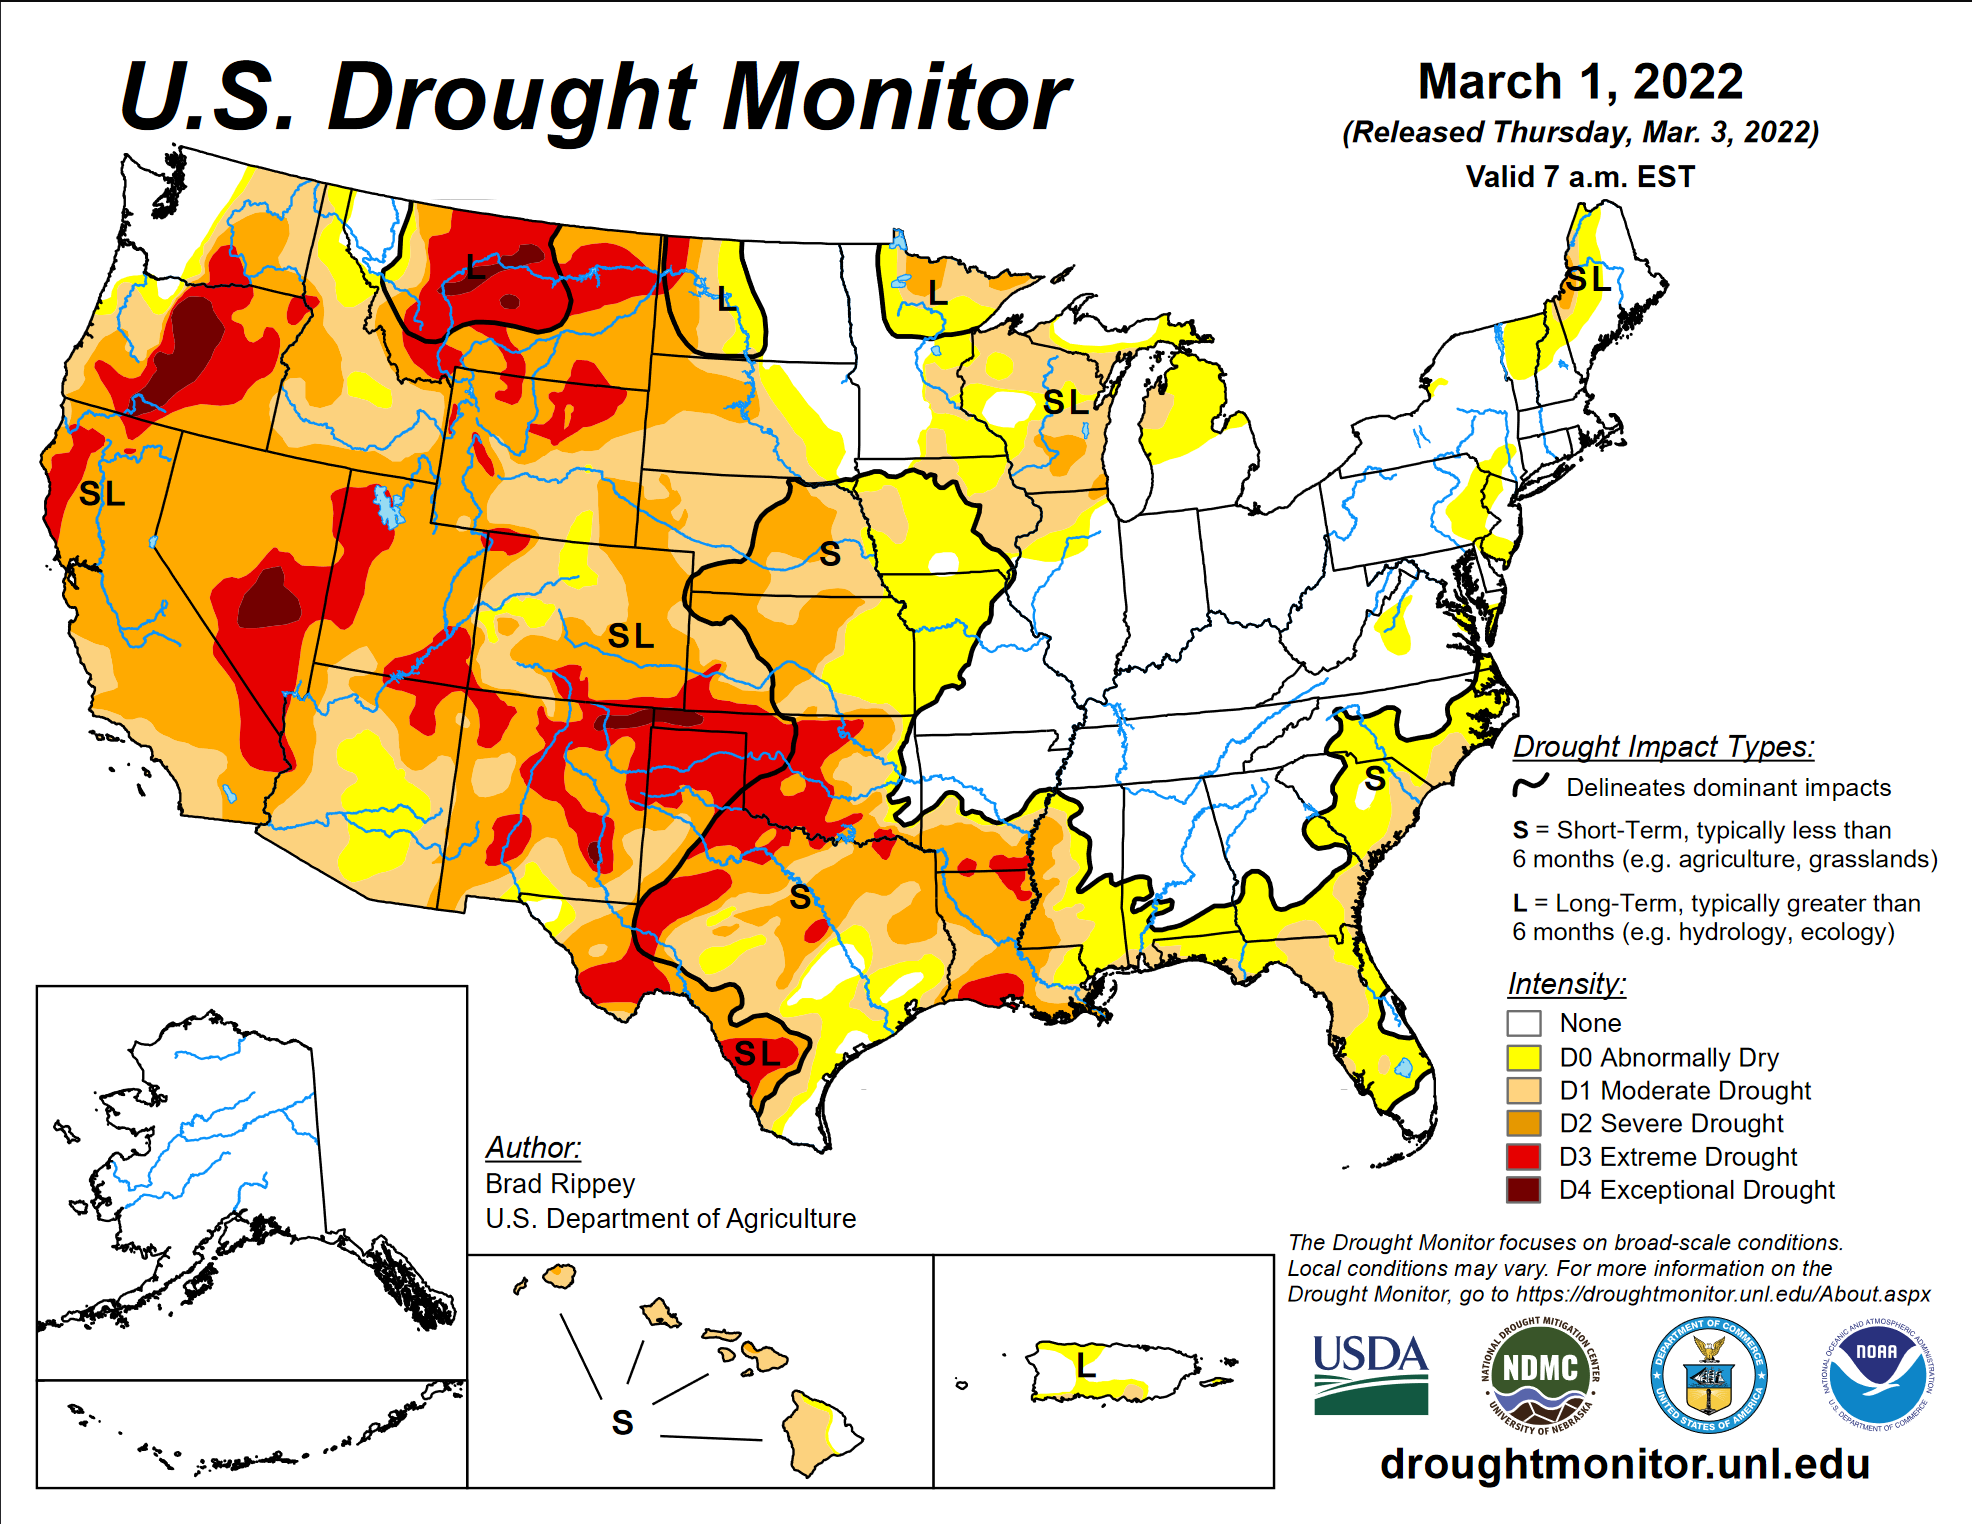 U.S. Drought Monitor
March 1, 2022
(Released Thursday, Mar. 3, 2022)
Valid 7 a.m. EST
L
L
L
SL
SL
SL
S
SL
S
S
SL
Drought Impact Types:
Delineates dominant impacts
S = Short-Term, typically less than
6 months (e.g. agriculture, grasslands)
L = Long-Term, typically greater than
6 months (e.g. hydrology, ecology)
Intensity:
None
D0 Abnormally Dry
D1 Moderate Drought
D2 Severe Drought
D3 Extreme Drought
D4 Exceptional Drought
Author:
Brad Rippey
U.S. Department of Agriculture
S
L
The Drought Monitor focuses on broad-scale conditions.
Local conditions may vary. For more information on the
Drought Monitor, go to https://droughtmonitor.unl.edu/About.aspx
USDA
NATIONAL DROUGHT MITIGATION CENTER
NDMC
UNIVERSITY OF NEBRASKA
DEPARTMENT OF COMMERCE
UNITED STATES OF AMERICA
NATIONAL OCEANIC AND ATMOSPHERIC ADMINISTRATION
NOAA
U.S. DEPARTMENT OF COMMERCE
droughtmonitor.unl.edu